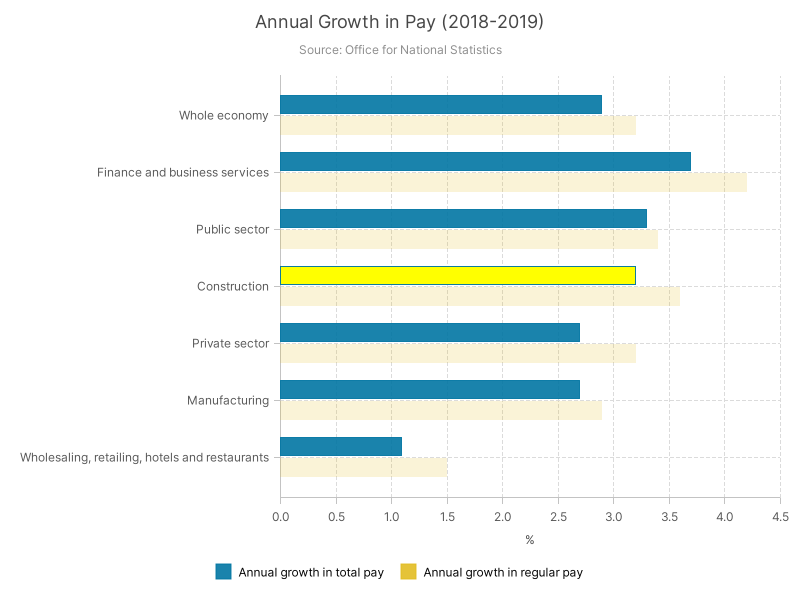 Annual Growth in Pay (2018-2019)
Source: Office for National Statistics
Whole economy
Finance and business services
Public sector
Construction
Private sector
Manufacturing
Wholesaling, retailing, hotels and restaurants
0.0 0.5 1.0 1.5 2.0 2.5 3.0 3.5 4.0 4.5
%
Annual growth in total pay Annual growth in regular pay